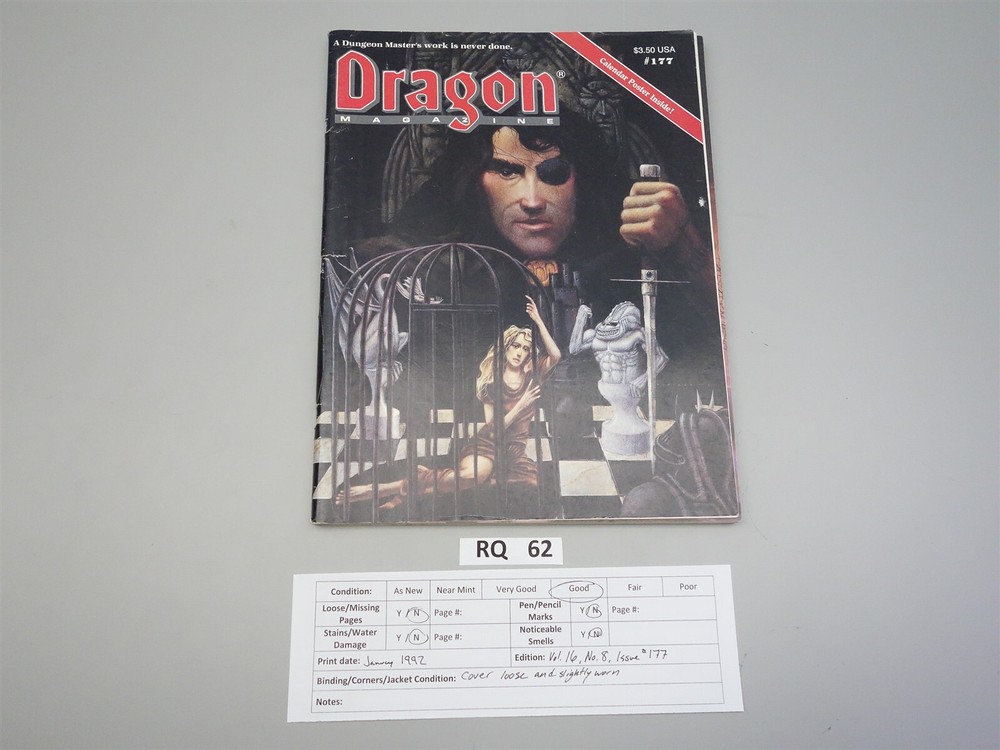 A Dungeon Master's work is never done.
$3.50 USA
#177
Calendar Poster Inside!
Dragon®
MAGAZINE
RQ 62
Condition: As New Near Mint Very Good Good Fair Poor
Loose/Missing Pages Y / N Page #: Pen/Pencil Marks Y / N Page #:
Stains/Water Damage Y / N Page #: Noticeable Smells Y / N
Print date: January 1992 Edition: Vol. 16, No. 8, Issue #177
Binding/Corners/Jacket Condition: Cover loose and slightly worn
Notes: